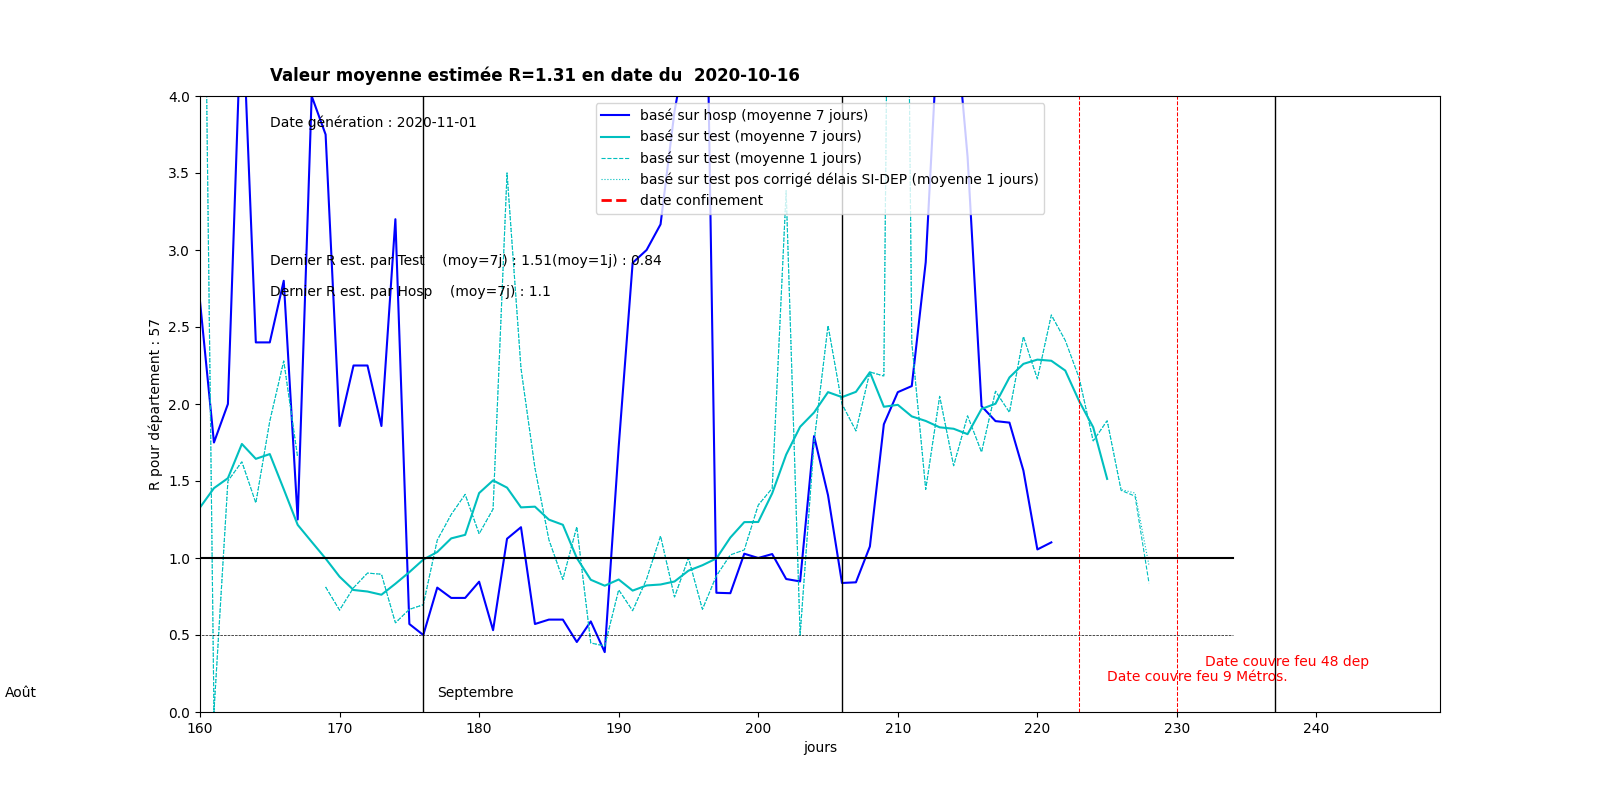 Valeur moyenne estimée R=1.31 en date du  2020-10-16
4.0
3.5
3.0
2.5
2.0
1.5
1.0
0.5
0.0
R pour département : 57
Date génération : 2020-11-01
basé sur hosp (moyenne 7 jours)
basé sur test (moyenne 7 jours)
basé sur test (moyenne 1 jours)
basé sur test pos corrigé délais SI-DEP (moyenne 1 jours)
date confinement
Dernier R est. par Test    (moy=7j) : 1.51(moy=1j) : 0.84
Dernier R est. par Hosp    (moy=7j) : 1.1
Date couvre feu 48 dep
Date couvre feu 9 Métros.
Août
Septembre
160 170 180 190 200 210 220 230 240
jours